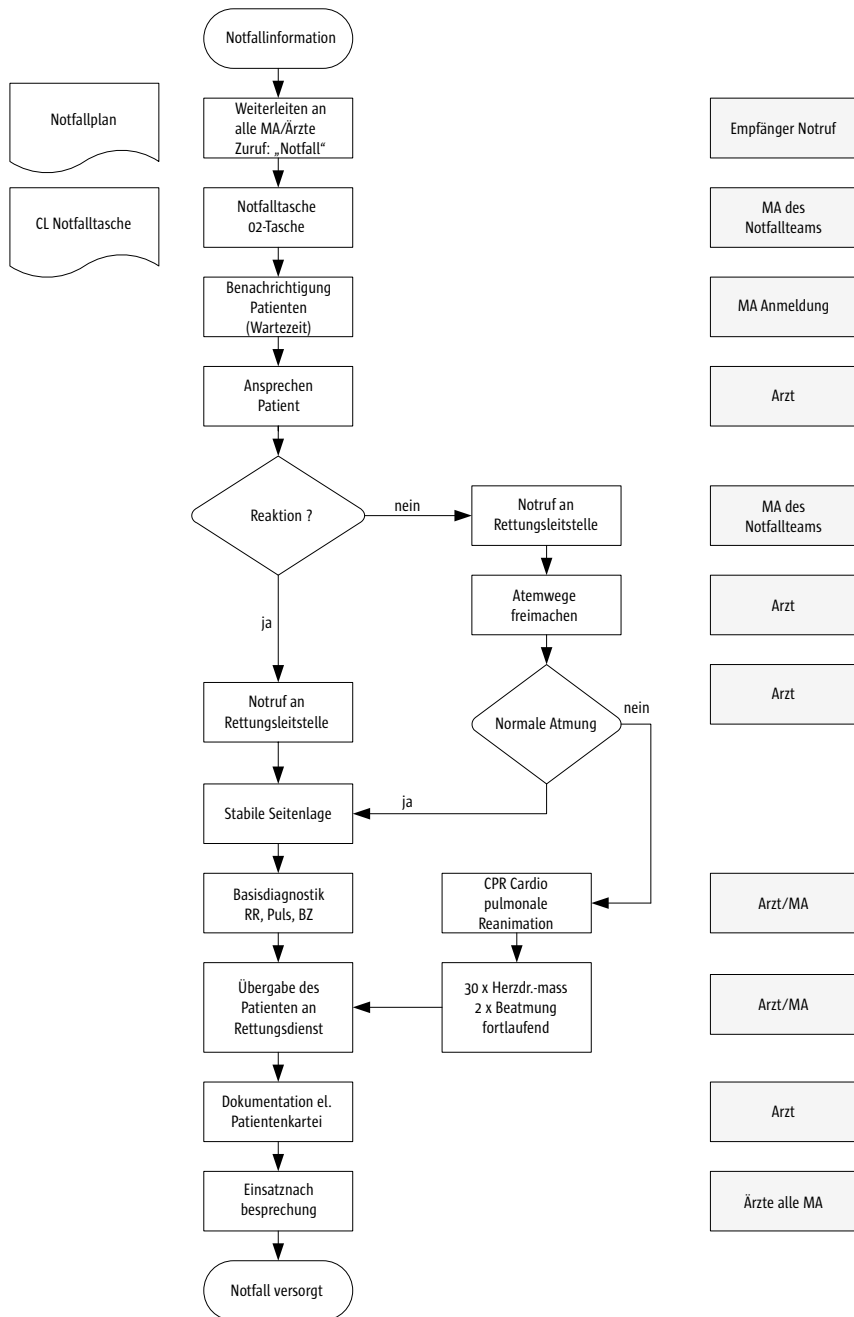 Notfallinformation
Notfallplan
Weiterleiten an
alle MA/Ärzte
Zuruf: „Notfall“
Empfänger Notruf
CL Notfalltasche
Notfalltasche
02-Tasche
MA des
Notfallteams
Benachrichtigung
Patienten
(Wartezeit)
MA Anmeldung
Ansprechen
Patient
Arzt
Reaktion ?
nein
Notruf an
Rettungsleitstelle
MA des
Notfallteams
ja
Atemwege
freimachen
Arzt
Notruf an
Rettungsleitstelle
Normale Atmung
nein
Arzt
Stabile Seitenlage
ja
Basisdiagnostik
RR, Puls, BZ
CPR Cardio
pulmonale
Reanimation
Arzt/MA
Übergabe des
Patienten an
Rettungsdienst
30 x Herzdr.-mass
2 x Beatmung
fortlaufend
Arzt/MA
Dokumentation el.
Patientenkartei
Arzt
Einsatznach
besprechung
Ärzte alle MA
Notfall versorgt